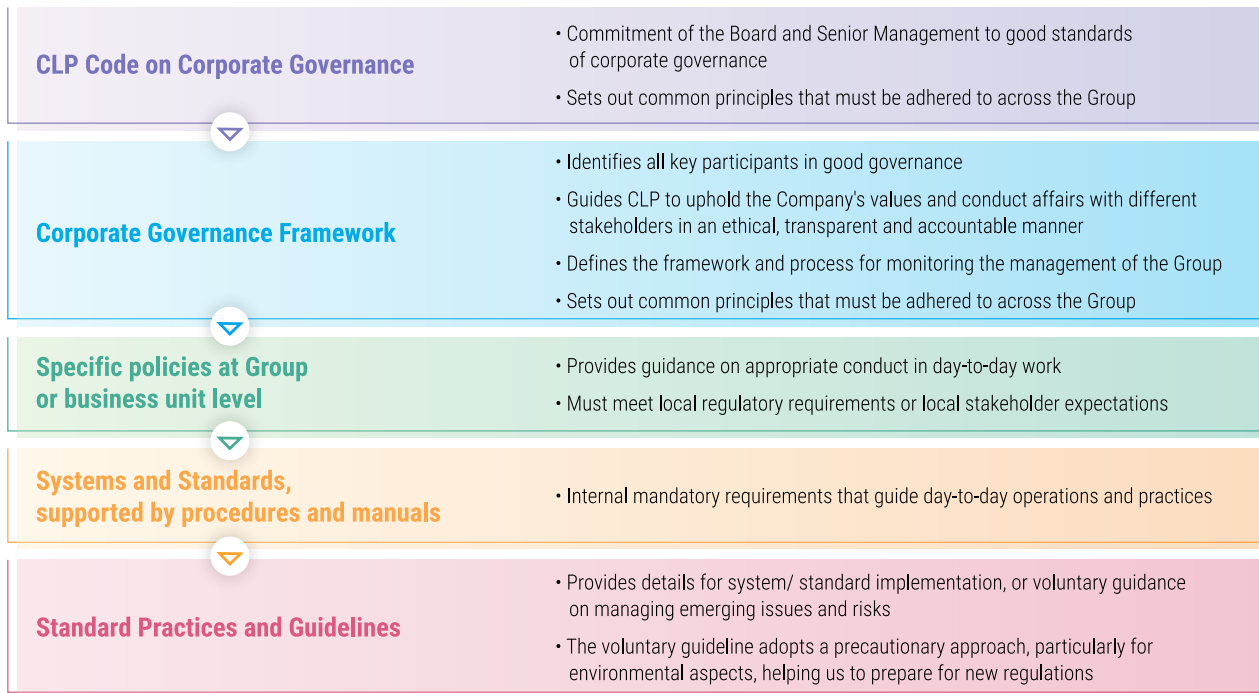 CLP Code on Corporate Governance
• Commitment of the Board and Senior Management to good standards
of corporate governance
• Sets out common principles that must be adhered to across the Group
Corporate Governance Framework
• Identifies all key participants in good governance
• Guides CLP to uphold the Company's values and conduct affairs with different
stakeholders in an ethical, transparent and accountable manner
• Defines the framework and process for monitoring the management of the Group
• Sets out common principles that must be adhered to across the Group
Specific policies at Group
or business unit level
• Provides guidance on appropriate conduct in day-to-day work
• Must meet local regulatory requirements or local stakeholder expectations
Systems and Standards,
supported by procedures and manuals
• Internal mandatory requirements that guide day-to-day operations and practices
Standard Practices and Guidelines
• Provides details for system/ standard implementation, or voluntary guidance
on managing emerging issues and risks
• The voluntary guideline adopts a precautionary approach, particularly for
environmental aspects, helping us to prepare for new regulations